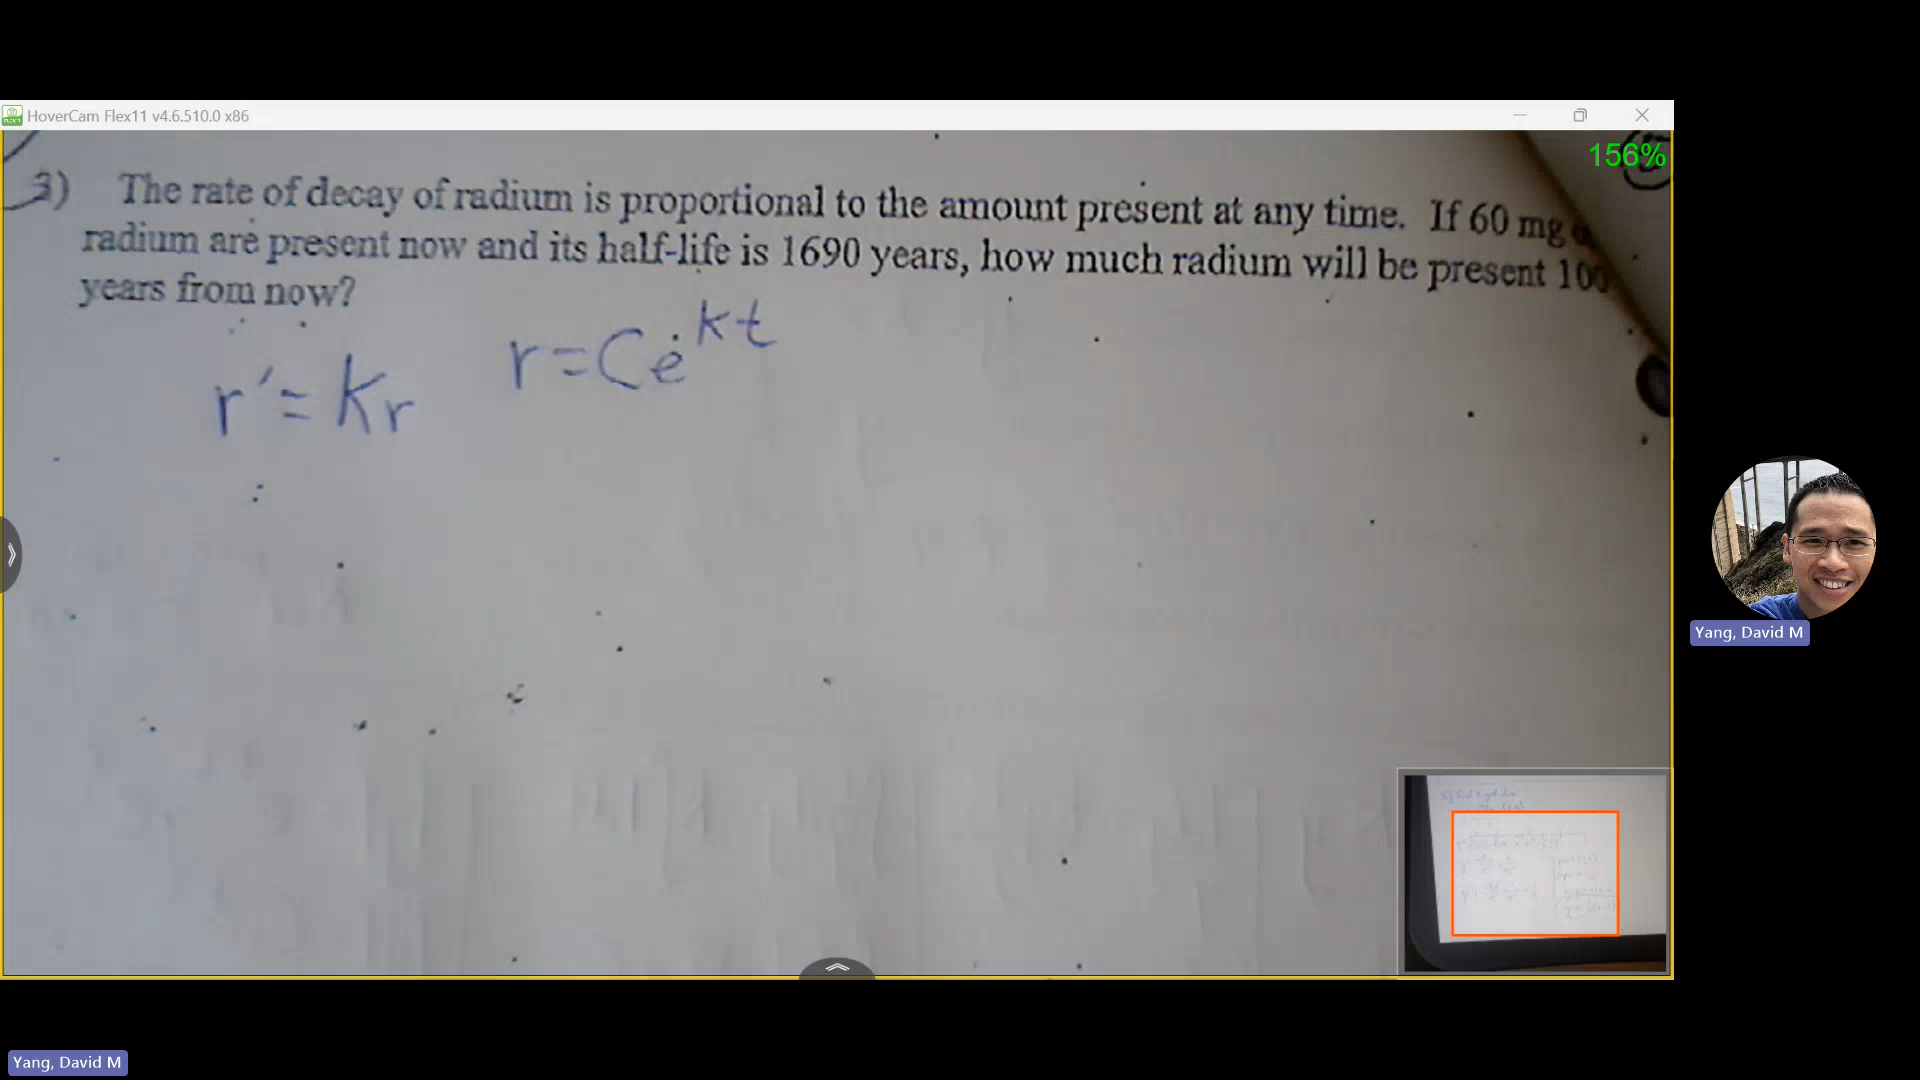 HoverCam Flex11 v4.6.510.0 x86
156%
3) The rate of decay of radium is proportional to the amount present at any time. If 60 mg
radium are present now and its half-life is 1690 years, how much radium will be present 100
years from now?
r = Ce^kt
r' = kr
Yang, David M
Yang, David M